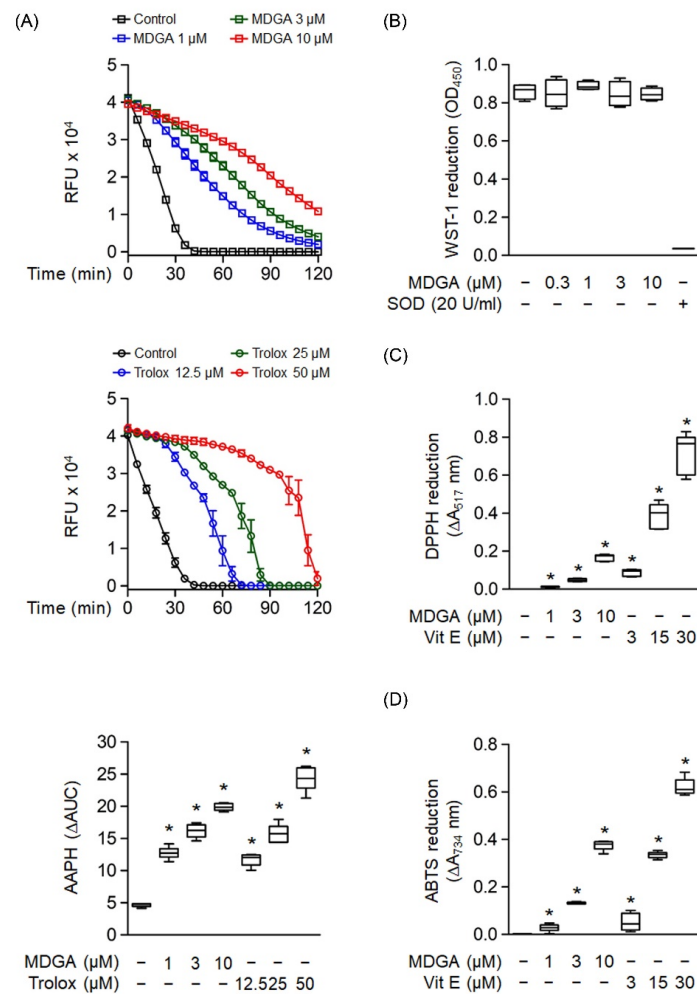 (A)
Control
MDGA 3 µM
MDGA 1 µM
MDGA 10 µM
RFU x 10⁴
5
4
3
2
1
0
Time (min) 0 30 60 90 120
Control
Trolox 25 µM
Trolox 12.5 µM
Trolox 50 µM
RFU x 10⁴
5
4
3
2
1
0
Time (min) 0 30 60 90 120
AAPH (ΔAUC)
30
25
20
15
10
5
0
* * * * * *
MDGA (µM) – 1 3 10 – – –
Trolox (µM) – – – – 12.525 50
(B)
WST-1 reduction (OD₄₅₀)
1.0
0.8
0.6
0.4
0.2
0.0
MDGA (µM) – 0.3 1 3 10 –
SOD (20 U/ml) – – – – – +
(C)
DPPH reduction
(ΔA₅₁₇ nm)
1.0
0.8
0.6
0.4
0.2
0.0
* * * * * *
MDGA (µM) – 1 3 10 – – –
Vit E (µM) – – – – 3 15 30
(D)
ABTS reduction
(ΔA₇₃₄ nm)
0.8
0.6
0.4
0.2
0.0
* * * * * *
MDGA (µM) – 1 3 10 – – –
Vit E (µM) – – – – 3 15 30